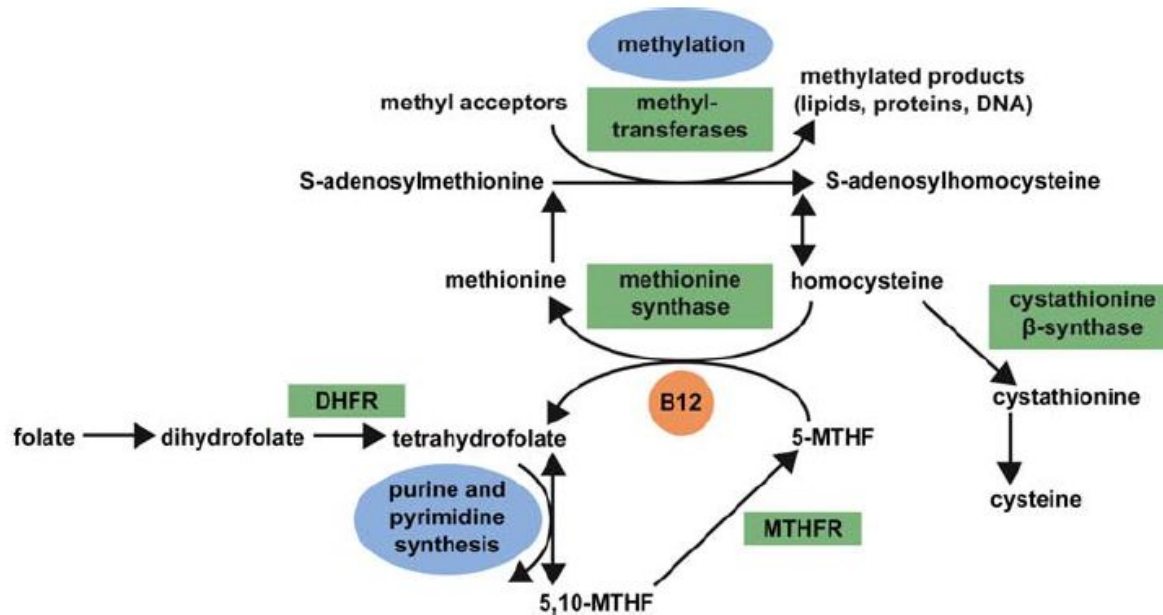 methylation
methyl acceptors
methyl-
transferases
methylated products
(lipids, proteins, DNA)
S-adenosylmethionine
S-adenosylhomocysteine
methionine
methionine
synthase
homocysteine
cystathionine
β-synthase
DHFR
B12
cystathionine
folate
dihydrofolate
tetrahydrofolate
5-MTHF
purine and
pyrimidine
synthesis
MTHFR
cysteine
5,10-MTHF